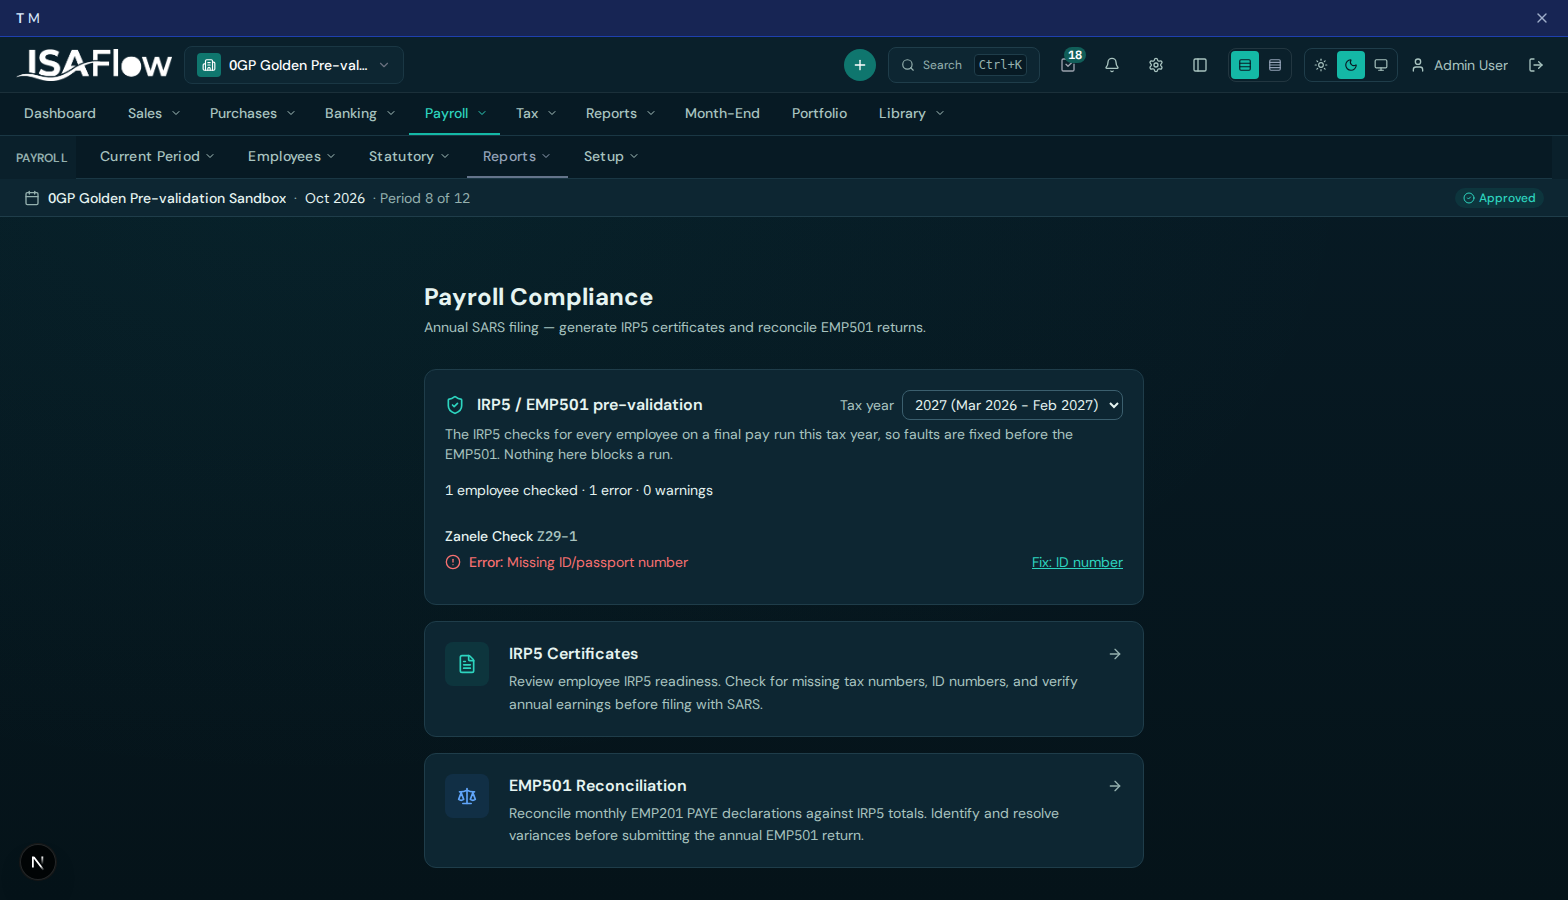 T M
ISAFlow
0GP Golden Pre-val...
Search Ctrl+K
18
Admin User
Dashboard Sales Purchases Banking Payroll Tax Reports Month-End Portfolio Library
PAYROLL Current Period Employees Statutory Reports Setup
0GP Golden Pre-validation Sandbox · Oct 2026 · Period 8 of 12
Approved
Payroll Compliance
Annual SARS filing — generate IRP5 certificates and reconcile EMP501 returns.
IRP5 / EMP501 pre-validation
Tax year 2027 (Mar 2026 - Feb 2027)
The IRP5 checks for every employee on a final pay run this tax year, so faults are fixed before the
EMP501. Nothing here blocks a run.
1 employee checked · 1 error · 0 warnings
Zanele Check Z29-1
Error: Missing ID/passport number
Fix: ID number
IRP5 Certificates
Review employee IRP5 readiness. Check for missing tax numbers, ID numbers, and verify
annual earnings before filing with SARS.
EMP501 Reconciliation
Reconcile monthly EMP201 PAYE declarations against IRP5 totals. Identify and resolve
variances before submitting the annual EMP501 return.
N